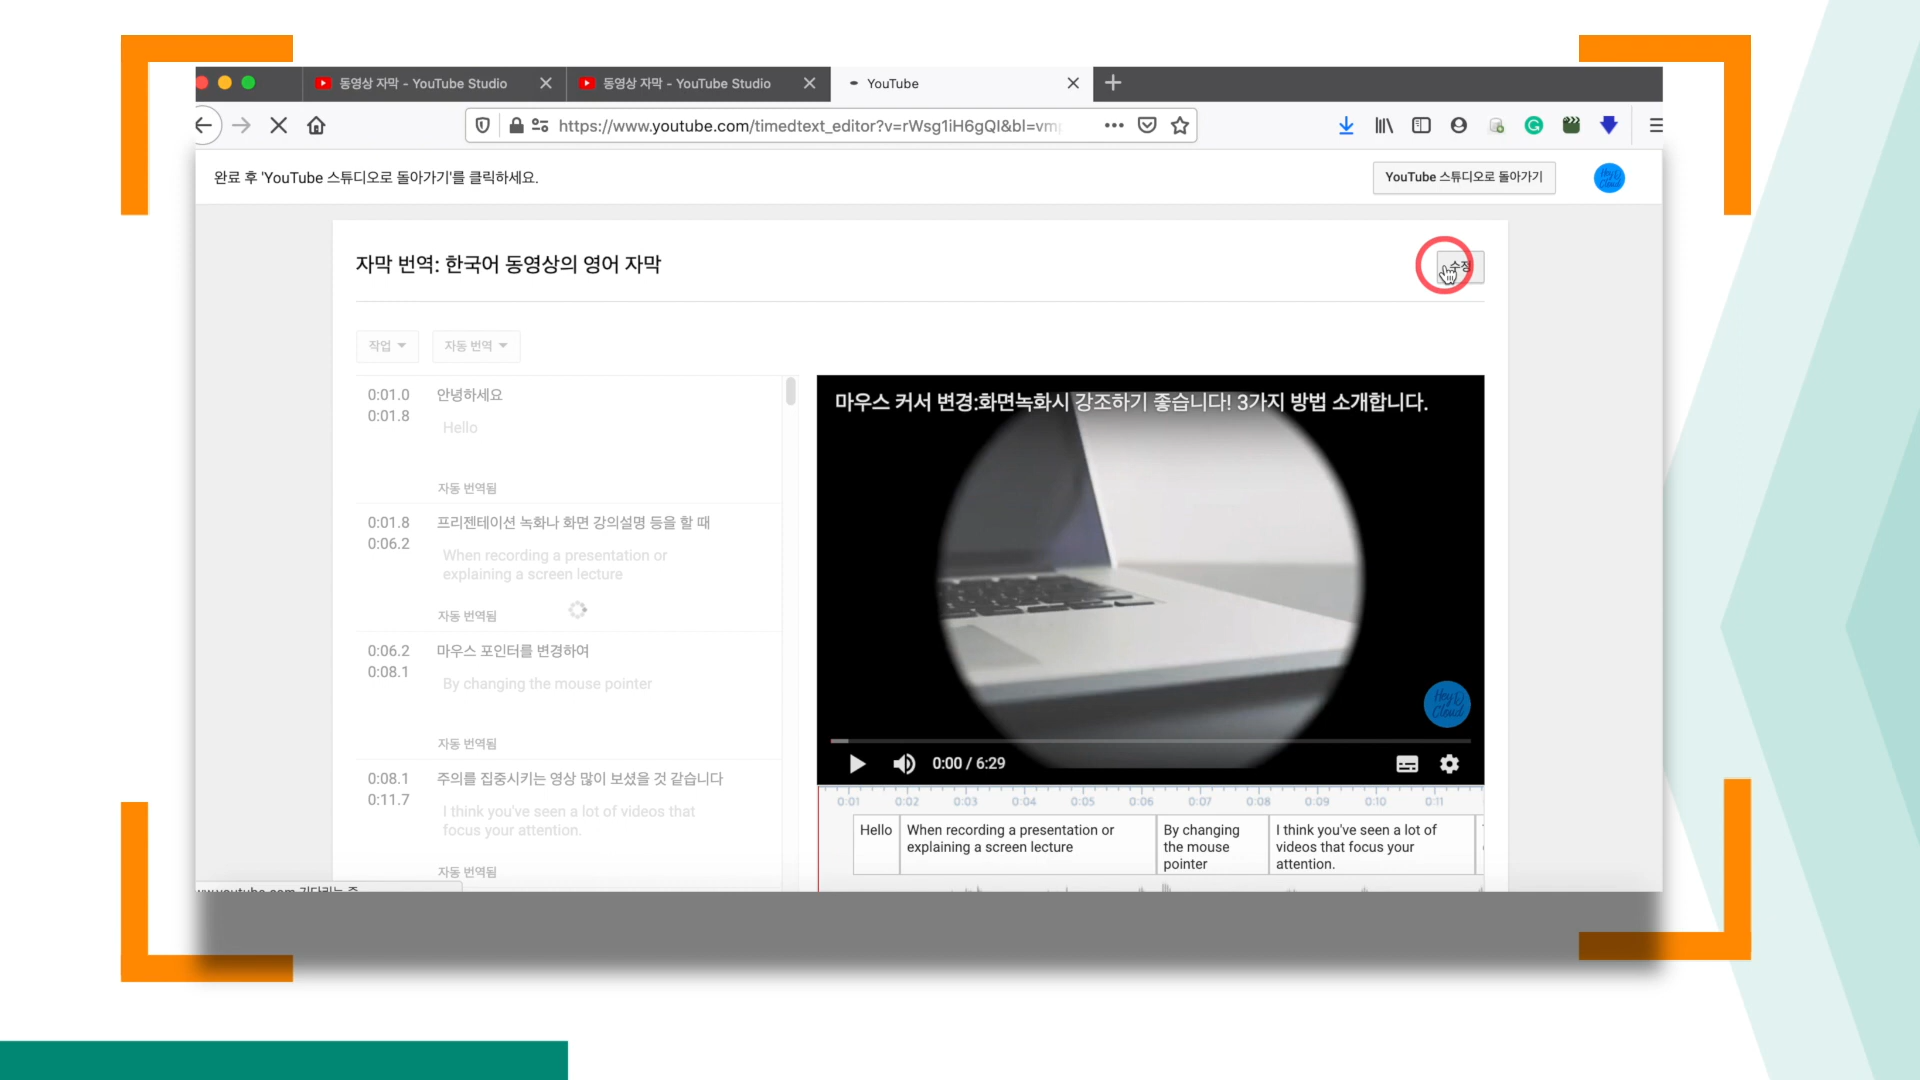 동영상 자막 - YouTube Studio
동영상 자막 - YouTube Studio
YouTube
https://www.youtube.com/timedtext_editor?v=rWsg1iH6gQI&bl=vmp
완료 후 'YouTube 스튜디오로 돌아가기'를 클릭하세요.
YouTube 스튜디오로 돌아가기
자막 번역: 한국어 동영상의 영어 자막
수정
작업
자동 번역
0:01.0
0:01.8
안녕하세요
Hello
자동 번역됨
0:01.8
0:06.2
프리젠테이션 녹화나 화면 강의설명 등을 할 때
When recording a presentation or
explaining a screen lecture
자동 번역됨
0:06.2
0:08.1
마우스 포인터를 변경하여
By changing the mouse pointer
자동 번역됨
0:08.1
0:11.7
주의를 집중시키는 영상 많이 보셨을 것 같습니다
I think you've seen a lot of videos that
focus your attention.
자동 번역됨
마우스 커서 변경:화면녹화시 강조하기 좋습니다! 3가지 방법 소개합니다.
Hey D
Cloud
0:00 / 6:29
0:01 0:02 0:03 0:04 0:05 0:06 0:07 0:08 0:09 0:10 0:11
Hello
When recording a presentation or
explaining a screen lecture
By changing
the mouse
pointer
I think you've seen a lot of
videos that focus your
attention.